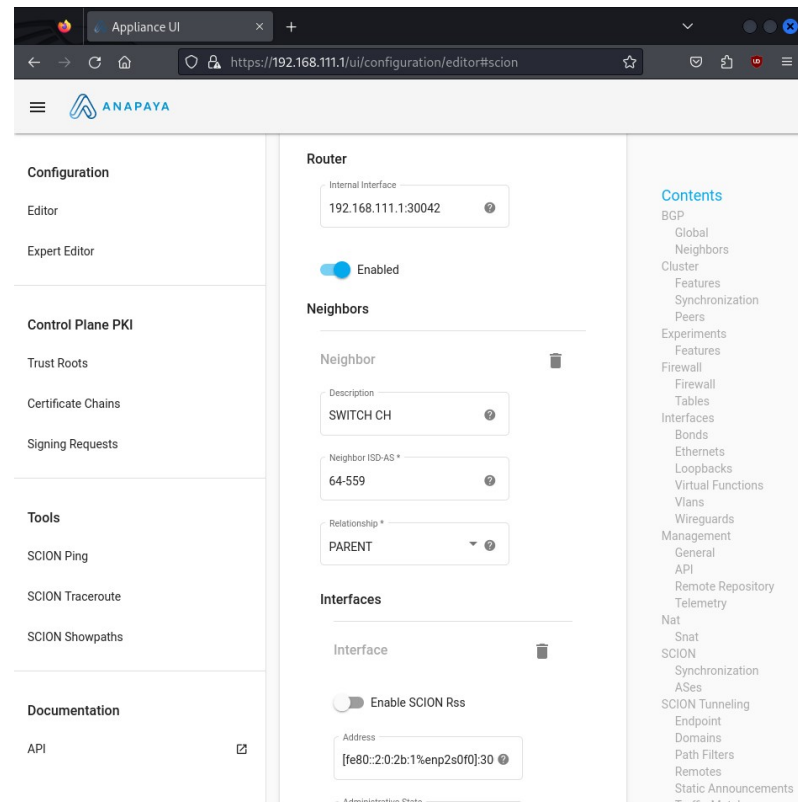 Appliance UI
https://192.168.111.1/ui/configuration/editor#scion
ANAPAYA
Configuration
Editor
Expert Editor
Control Plane PKI
Trust Roots
Certificate Chains
Signing Requests
Tools
SCION Ping
SCION Traceroute
SCION Showpaths
Documentation
API
Router
Internal Interface
192.168.111.1:30042
Enabled
Neighbors
Neighbor
Description
SWITCH CH
Neighbor ISD-AS *
64-559
Relationship *
PARENT
Interfaces
Interface
Enable SCION Rss
Address
[fe80::2:0:2b:1%enp2s0f0]:30
Administrative State
Contents
BGP
Global
Neighbors
Cluster
Features
Synchronization
Peers
Experiments
Features
Firewall
Firewall
Tables
Interfaces
Bonds
Ethernets
Loopbacks
Virtual Functions
Vlans
Wireguards
Management
General
API
Remote Repository
Telemetry
Nat
Snat
SCION
Synchronization
ASes
SCION Tunneling
Endpoint
Domains
Path Filters
Remotes
Static Announcements